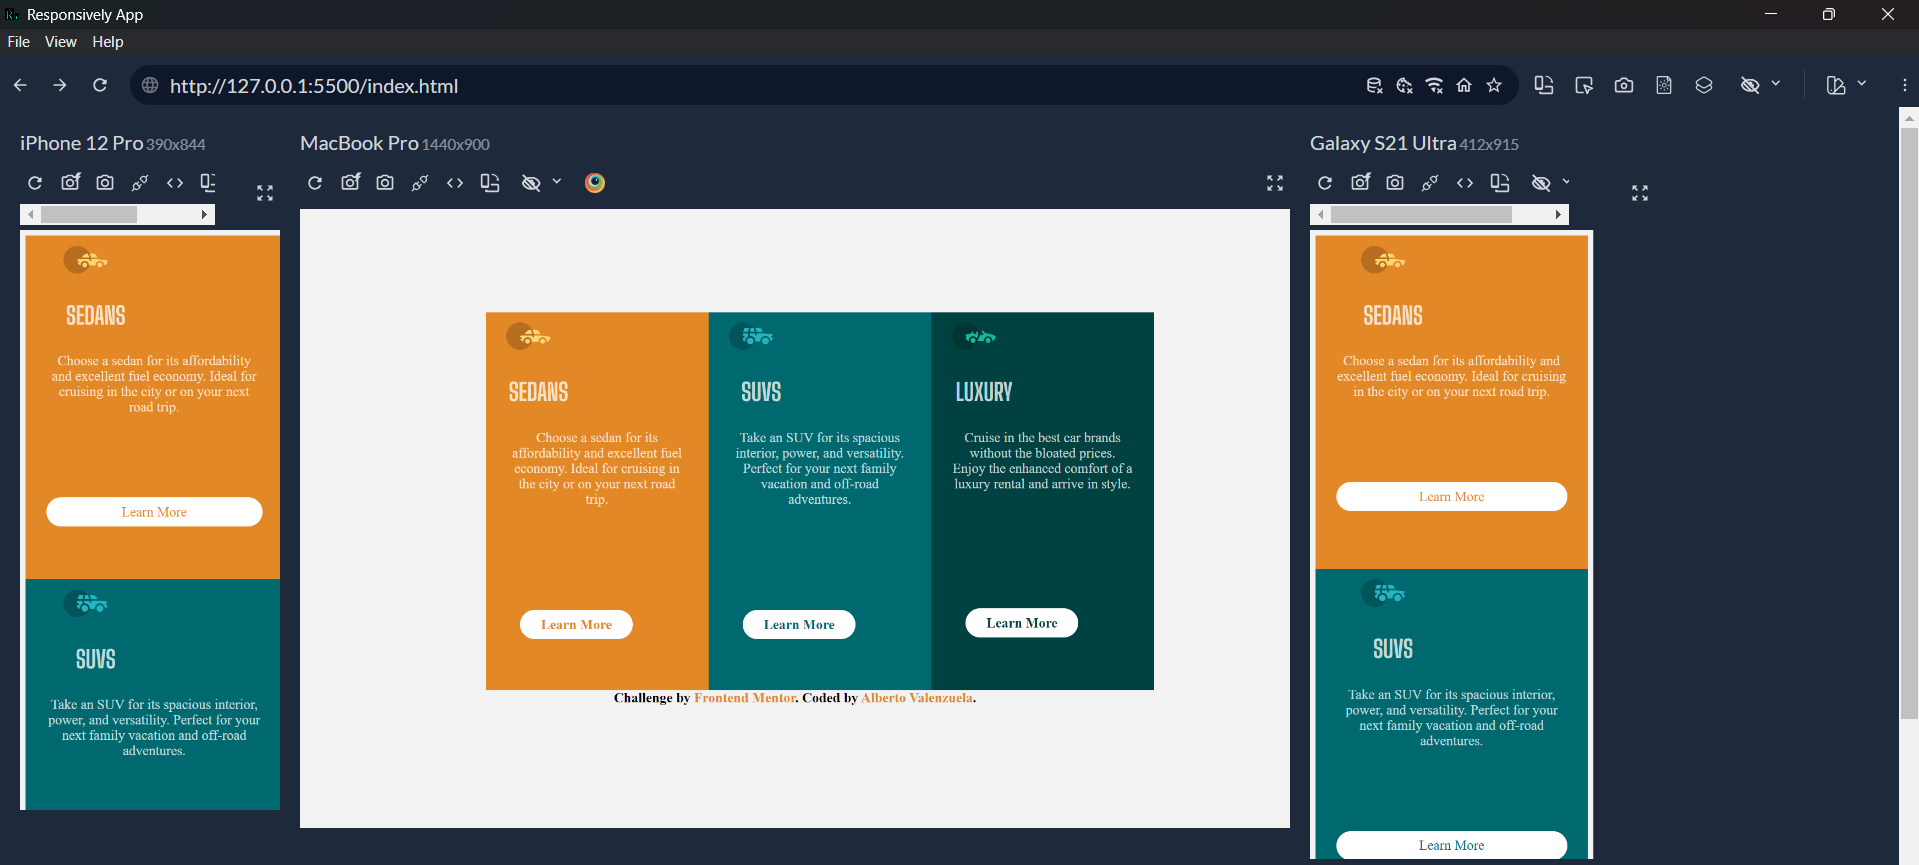 Responsively App
File View Help
http://127.0.0.1:5500/index.html
iPhone 12 Pro 390x844
SEDANS
Choose a sedan for its affordability
and excellent fuel economy. Ideal for
cruising in the city or on your next
road trip.
Learn More
SUVS
Take an SUV for its spacious interior,
power, and versatility. Perfect for your
next family vacation and off-road
adventures.
MacBook Pro 1440x900
SEDANS
Choose a sedan for its
affordability and excellent fuel
economy. Ideal for cruising in
the city or on your next road
trip.
Learn More
SUVS
Take an SUV for its spacious
interior, power, and versatility.
Perfect for your next family
vacation and off-road
adventures.
Learn More
LUXURY
Cruise in the best car brands
without the bloated prices.
Enjoy the enhanced comfort of a
luxury rental and arrive in style.
Learn More
Challenge by Frontend Mentor. Coded by Alberto Valenzuela.
Galaxy S21 Ultra 412x915
SEDANS
Choose a sedan for its affordability and
excellent fuel economy. Ideal for cruising
in the city or on your next road trip.
Learn More
SUVS
Take an SUV for its spacious interior,
power, and versatility. Perfect for your
next family vacation and off-road
adventures.
Learn More